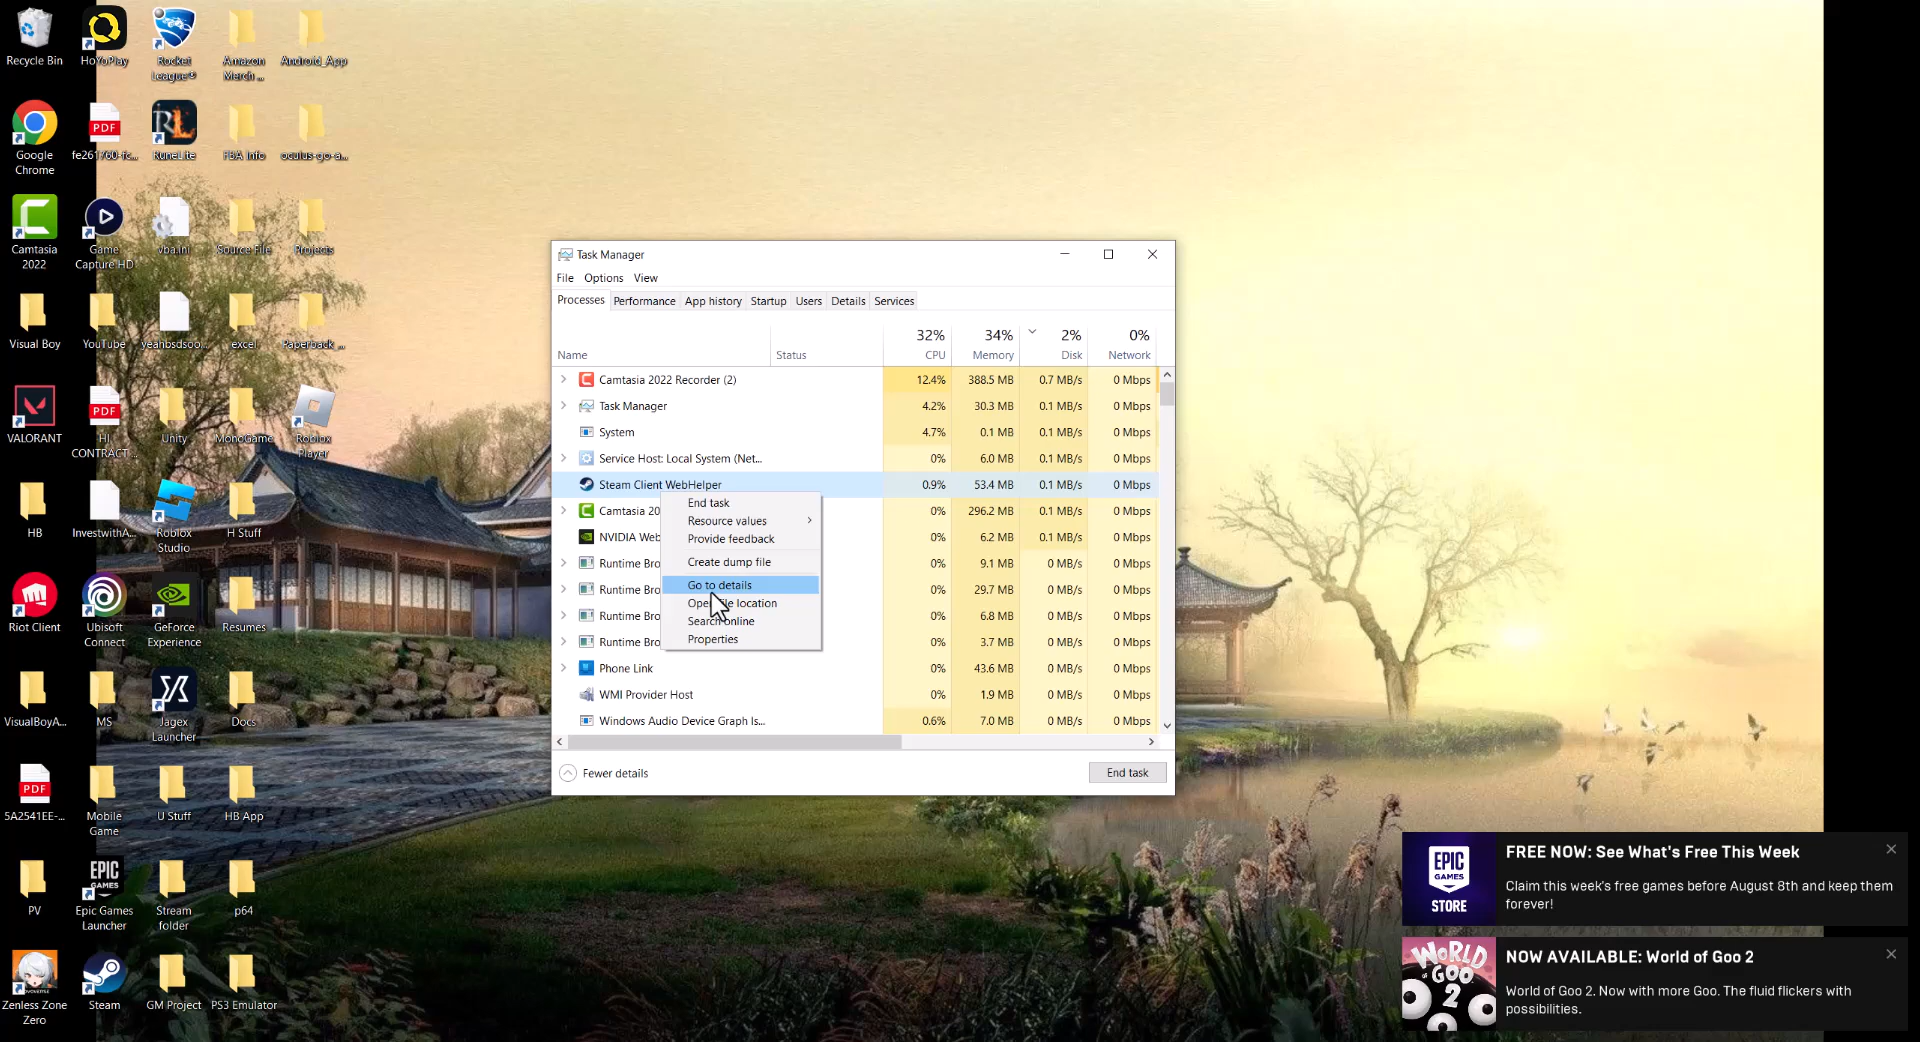 Recycle Bin
HoYoPlay
Rocket
League®
Amazon
Merch ...
Android_App
Google
Chrome
PDF
fe261760-fc...
RuneLite
FBA Info
oculus-go-a...
Camtasia
2022
Game
Capture HD
vba.ini
Source File
Projects
Visual Boy
YouTube
yeahbsdsoo...
excel
Paperback_...
VALORANT
PDF
HI
CONTRACT...
Unity
MonoGame
Roblox
Player
HB
InvestwithA...
Roblox
Studio
H Stuff
Riot Client
Ubisoft
Connect
GeForce
Experience
Resumes
VisualBoyA...
MS
Jagex
Launcher
Docs
PDF
5A2541EE-...
Mobile
Game
U Stuff
HB App
PV
EPIC
GAMES
Epic Games
Launcher
Stream
folder
p64
Zenless Zone
Zero
Steam
GM Project
PS3 Emulator
Task Manager
File Options View
Processes Performance App history Startup Users Details Services
32% 34% 2% 0%
Name Status CPU Memory Disk Network
Camtasia 2022 Recorder (2) 12.4% 388.5 MB 0.7 MB/s 0 Mbps
Task Manager 4.2% 30.3 MB 0.1 MB/s 0 Mbps
System 4.7% 0.1 MB 0.1 MB/s 0 Mbps
Service Host: Local System (Net... 0% 6.0 MB 0.1 MB/s 0 Mbps
Steam Client WebHelper 0.9% 53.4 MB 0.1 MB/s 0 Mbps
Camtasia 20 0% 296.2 MB 0.1 MB/s 0 Mbps
NVIDIA Web 0% 6.2 MB 0.1 MB/s 0 Mbps
Runtime Bro 0% 9.1 MB 0 MB/s 0 Mbps
Runtime Bro 0% 29.7 MB 0 MB/s 0 Mbps
Runtime Bro 0% 6.8 MB 0 MB/s 0 Mbps
Runtime Bro 0% 3.7 MB 0 MB/s 0 Mbps
Phone Link 0% 43.6 MB 0 MB/s 0 Mbps
WMI Provider Host 0% 1.9 MB 0 MB/s 0 Mbps
Windows Audio Device Graph Is... 0.6% 7.0 MB 0 MB/s 0 Mbps
End task
Resource values
Provide feedback
Create dump file
Go to details
Open file location
Search online
Properties
Fewer details
End task
EPIC
GAMES
STORE
FREE NOW: See What's Free This Week
Claim this week's free games before August 8th and keep them
forever!
WORLD
OF GOO
2
NOW AVAILABLE: World of Goo 2
World of Goo 2. Now with more Goo. The fluid flickers with
possibilities.